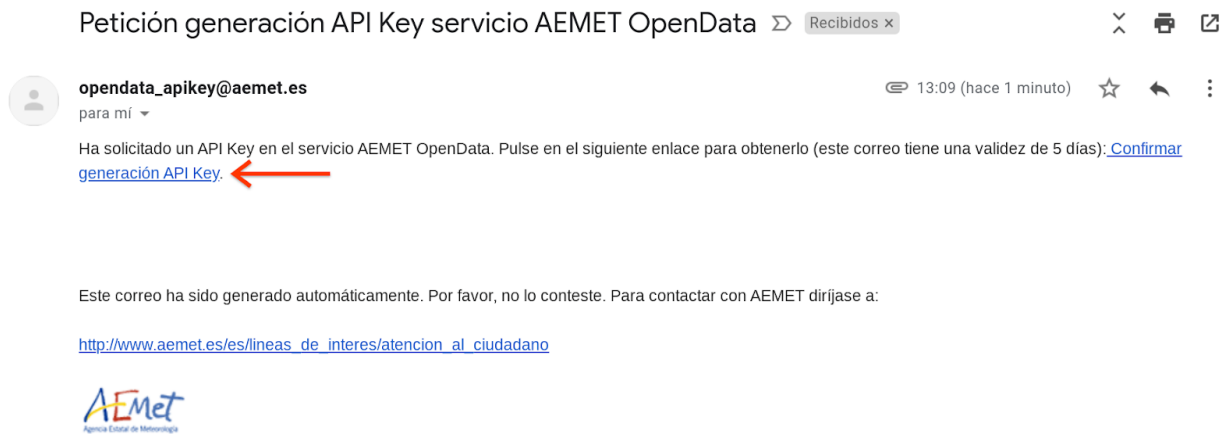 Petición generación API Key servicio AEMET OpenData Recibidos ×
opendata_apikey@aemet.es 13:09 (hace 1 minuto)
para mí
Ha solicitado un API Key en el servicio AEMET OpenData. Pulse en el siguiente enlace para obtenerlo (este correo tiene una validez de 5 días): Confirmar
generación API Key.
Este correo ha sido generado automáticamente. Por favor, no lo conteste. Para contactar con AEMET diríjase a:
http://www.aemet.es/es/lineas_de_interes/atencion_al_ciudadano
AEMet
Agencia Estatal de Meteorología